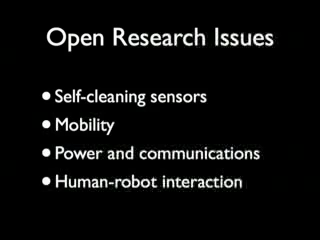 Open Research Issues
• Self-cleaning sensors
• Mobility
• Power and communications
• Human-robot interaction